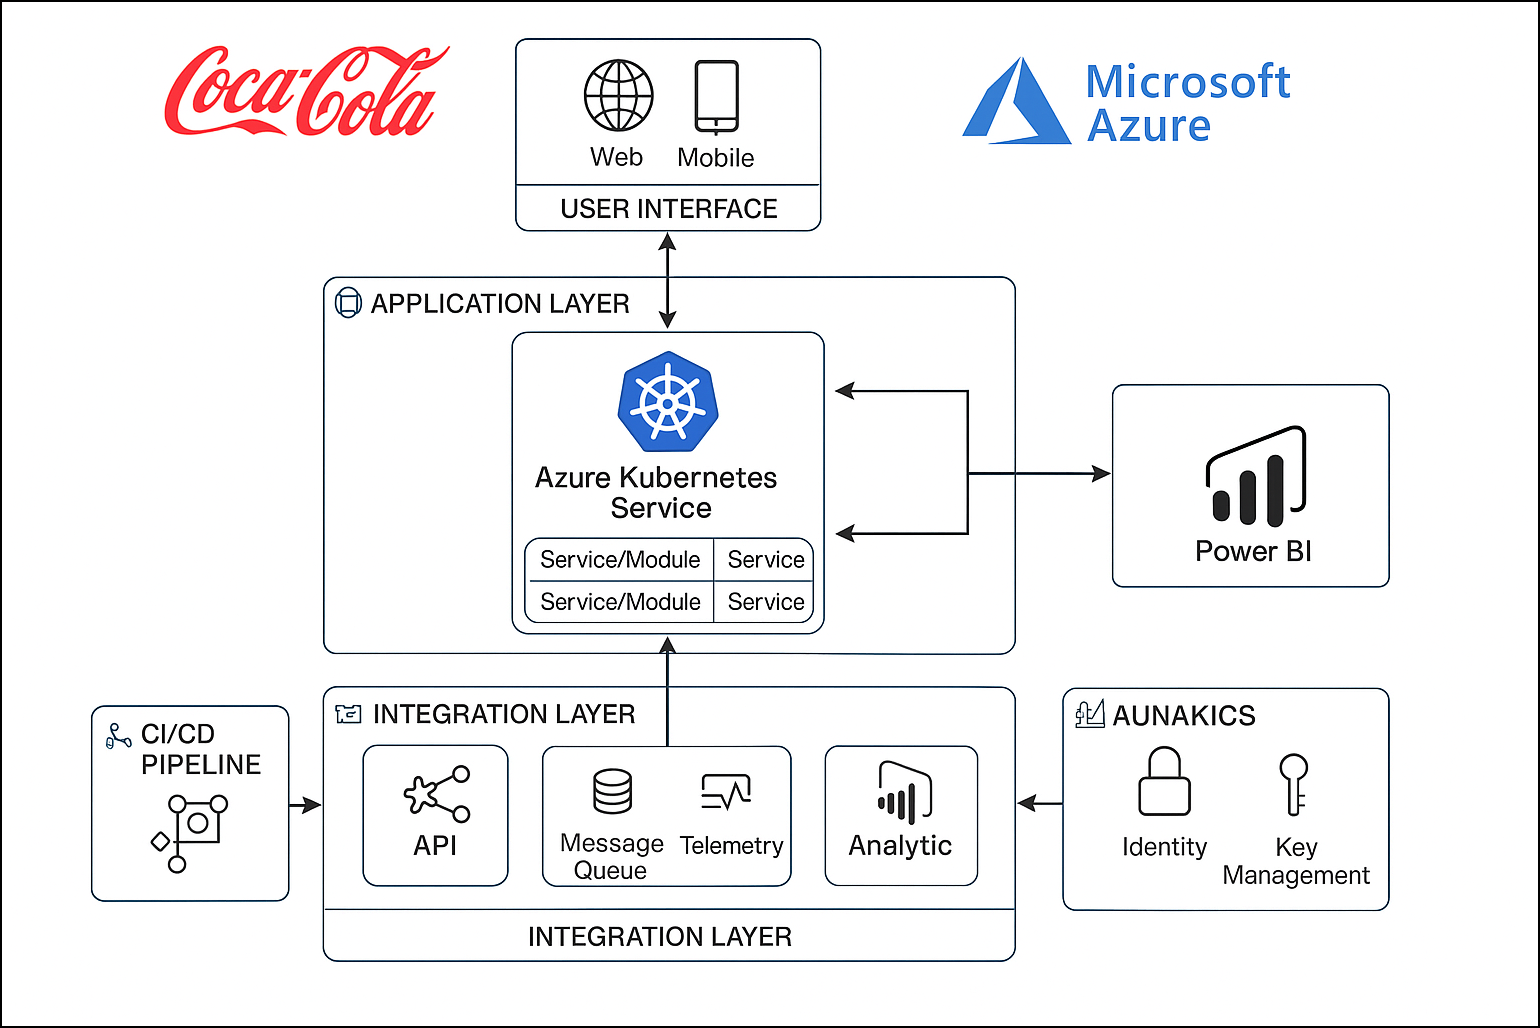 Coca-Cola
Microsoft
Azure
Web
Mobile
USER INTERFACE
APPLICATION LAYER
Azure Kubernetes
Service
Service/Module
Service
Service/Module
Service
Power BI
CI/CD
PIPELINE
INTEGRATION LAYER
API
Message
Queue
Telemetry
Analytic
INTEGRATION LAYER
AUNAKICS
Identity
Key
Management